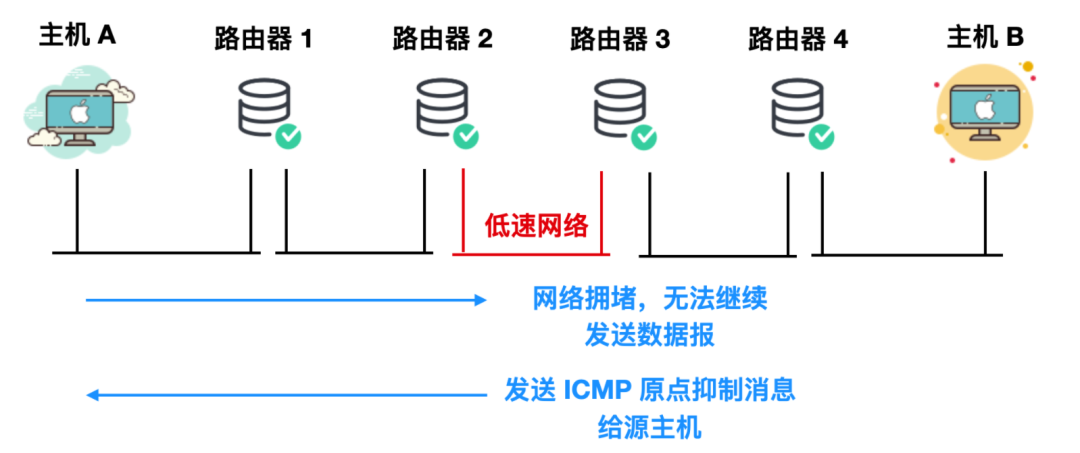 主机 A
路由器 1
路由器 2
路由器 3
路由器 4
主机 B
低速网络
网络拥堵，无法继续
发送数据报
发送 ICMP 原点抑制消息
给源主机